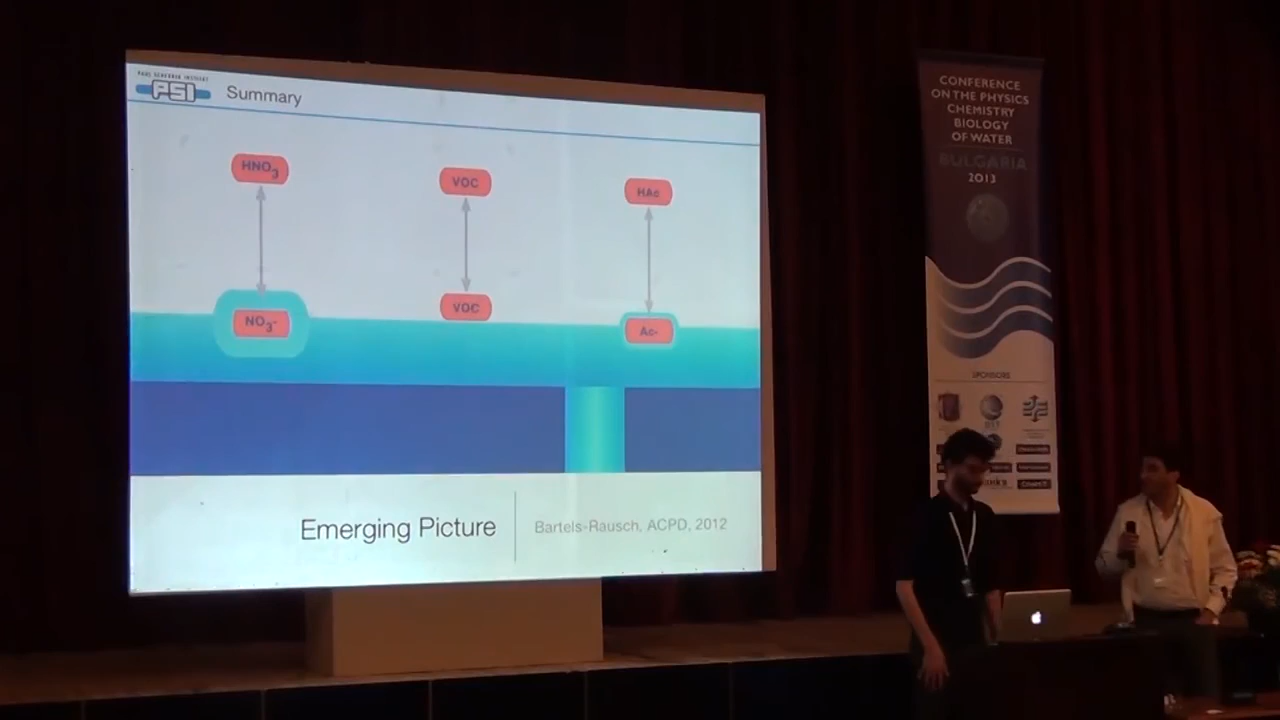 PAUL SCHERRER INSTITUT
PSI
Summary
HNO3
VOC
HAc
NO3-
VOC
Ac-
Emerging Picture
Bartels-Rausch, ACPD, 2012
CONFERENCE
ON THE PHYSICS
CHEMISTRY
BIOLOGY
OF WATER
BULGARIA
2013
SPONSORS